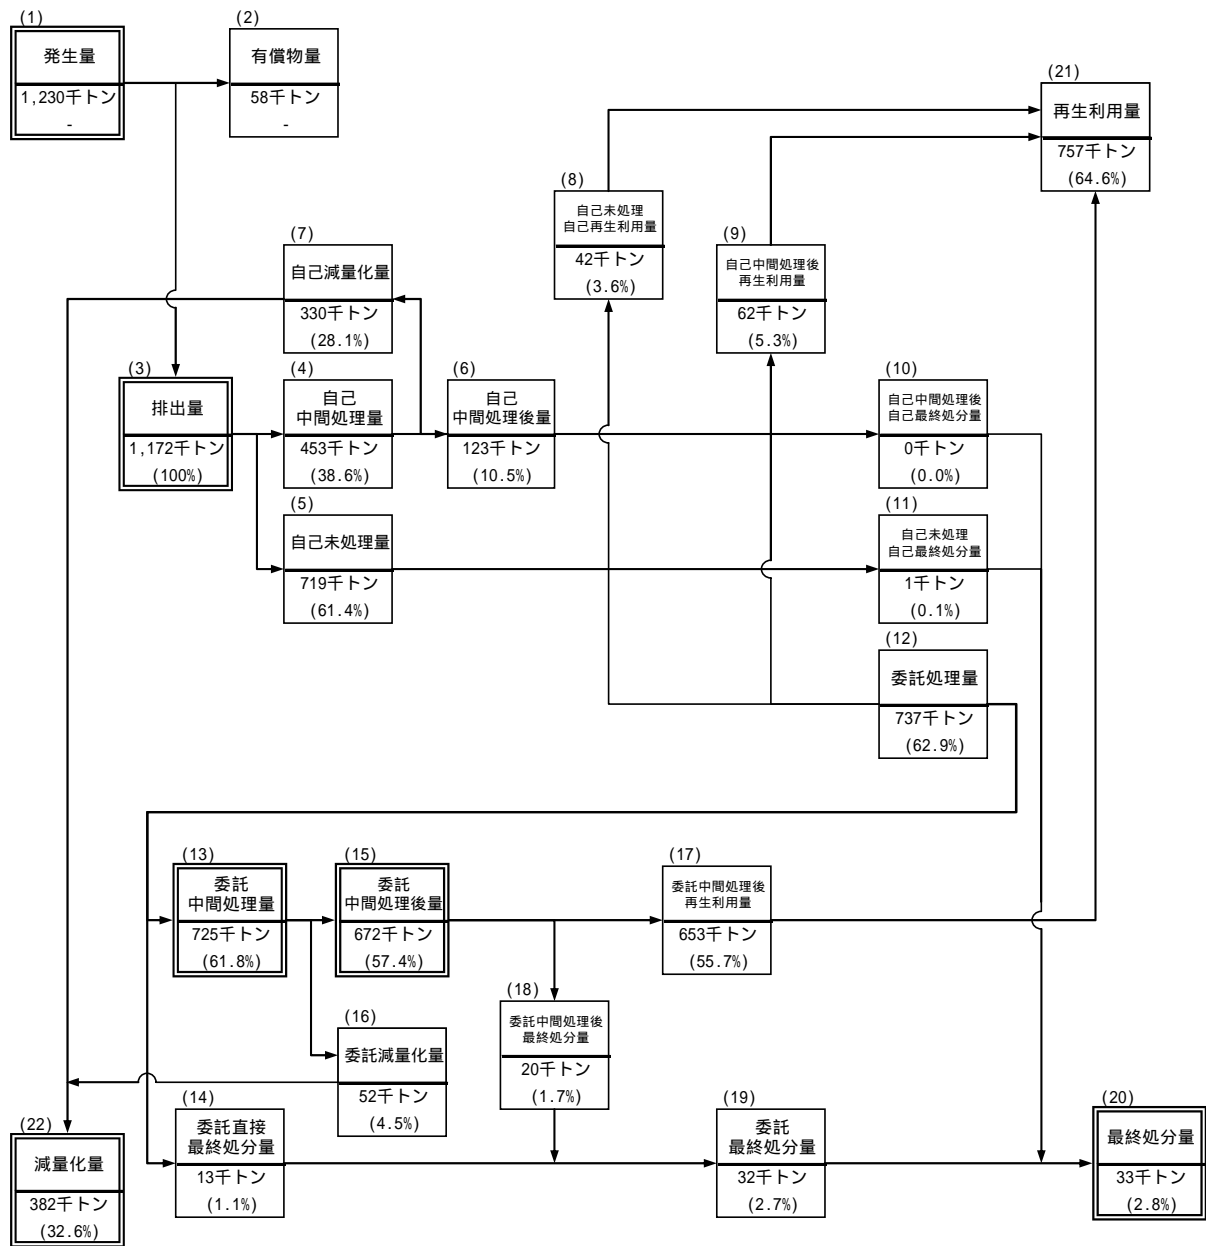 (1)
発生量
1,230千トン
-
(2)
有償物量
58千トン
-
(21)
再生利用量
757千トン
(64.6%)
(8)
自己未処理
自己再生利用量
42千トン
(3.6%)
(9)
自己中間処理後
再生利用量
62千トン
(5.3%)
(7)
自己減量化量
330千トン
(28.1%)
(3)
排出量
1,172千トン
(100%)
(4)
自己
中間処理量
453千トン
(38.6%)
(6)
自己
中間処理後量
123千トン
(10.5%)
(10)
自己中間処理後
自己最終処分量
0千トン
(0.0%)
(5)
自己未処理量
719千トン
(61.4%)
(11)
自己未処理
自己最終処分量
1千トン
(0.1%)
(12)
委託処理量
737千トン
(62.9%)
(13)
委託
中間処理量
725千トン
(61.8%)
(15)
委託
中間処理後量
672千トン
(57.4%)
(17)
委託中間処理後
再生利用量
653千トン
(55.7%)
(18)
委託中間処理後
最終処分量
20千トン
(1.7%)
(16)
委託減量化量
52千トン
(4.5%)
(14)
委託直接
最終処分量
13千トン
(1.1%)
(19)
委託
最終処分量
32千トン
(2.7%)
(20)
最終処分量
33千トン
(2.8%)
(22)
減量化量
382千トン
(32.6%)